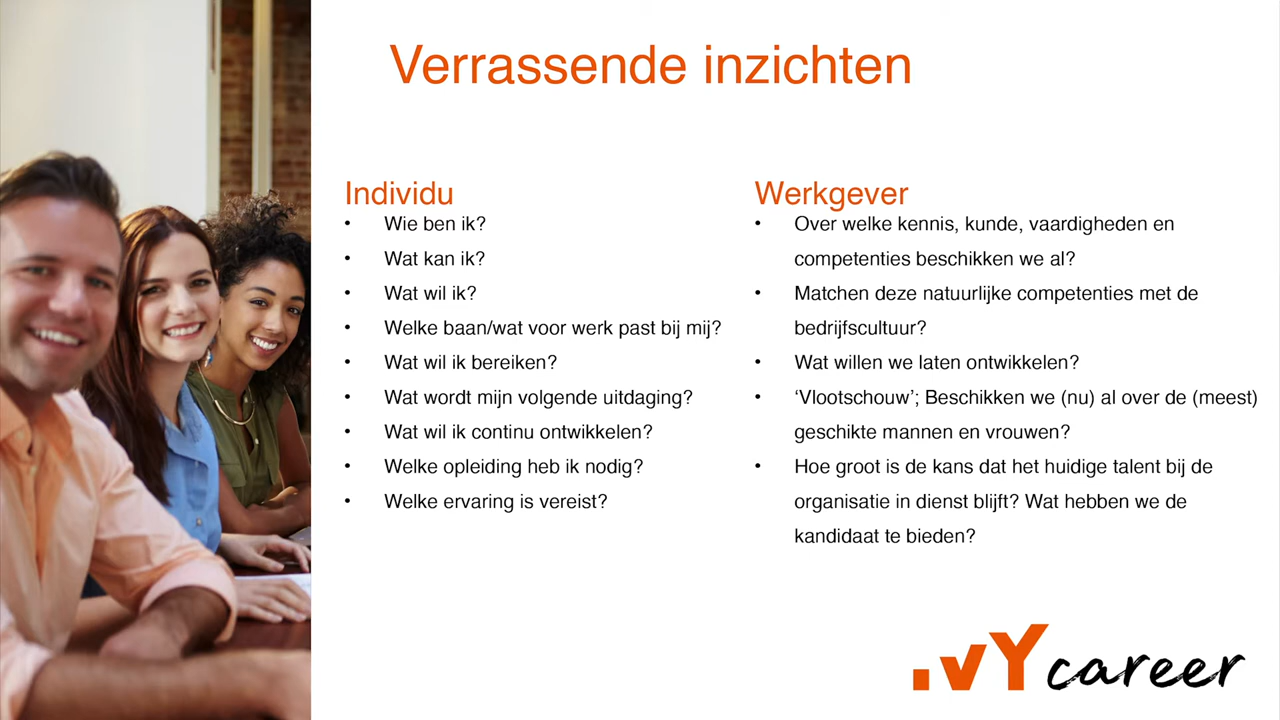 Verrassende inzichten
Individu
• Wie ben ik?
• Wat kan ik?
• Wat wil ik?
• Welke baan/wat voor werk past bij mij?
• Wat wil ik bereiken?
• Wat wordt mijn volgende uitdaging?
• Wat wil ik continu ontwikkelen?
• Welke opleiding heb ik nodig?
• Welke ervaring is vereist?
Werkgever
• Over welke kennis, kunde, vaardigheden en
competenties beschikken we al?
• Matchen deze natuurlijke competenties met de
bedrijfscultuur?
• Wat willen we laten ontwikkelen?
• ‘Vlootschouw’; Beschikken we (nu) al over de (meest)
geschikte mannen en vrouwen?
• Hoe groot is de kans dat het huidige talent bij de
organisatie in dienst blijft? Wat hebben we de
kandidaat te bieden?
.vY career